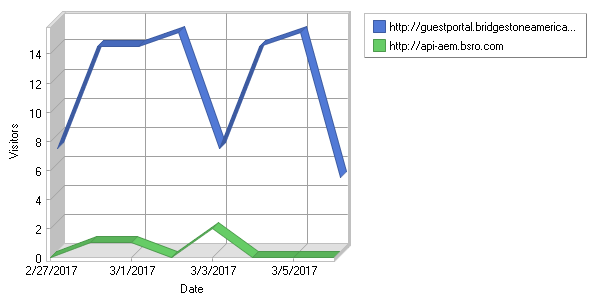 14
12
10
8
6
4
2
0
Visitors
2/27/2017 3/1/2017 3/3/2017 3/5/2017
Date
http://guestportal.bridgestoneamerica...
http://api-aem.bsro.com